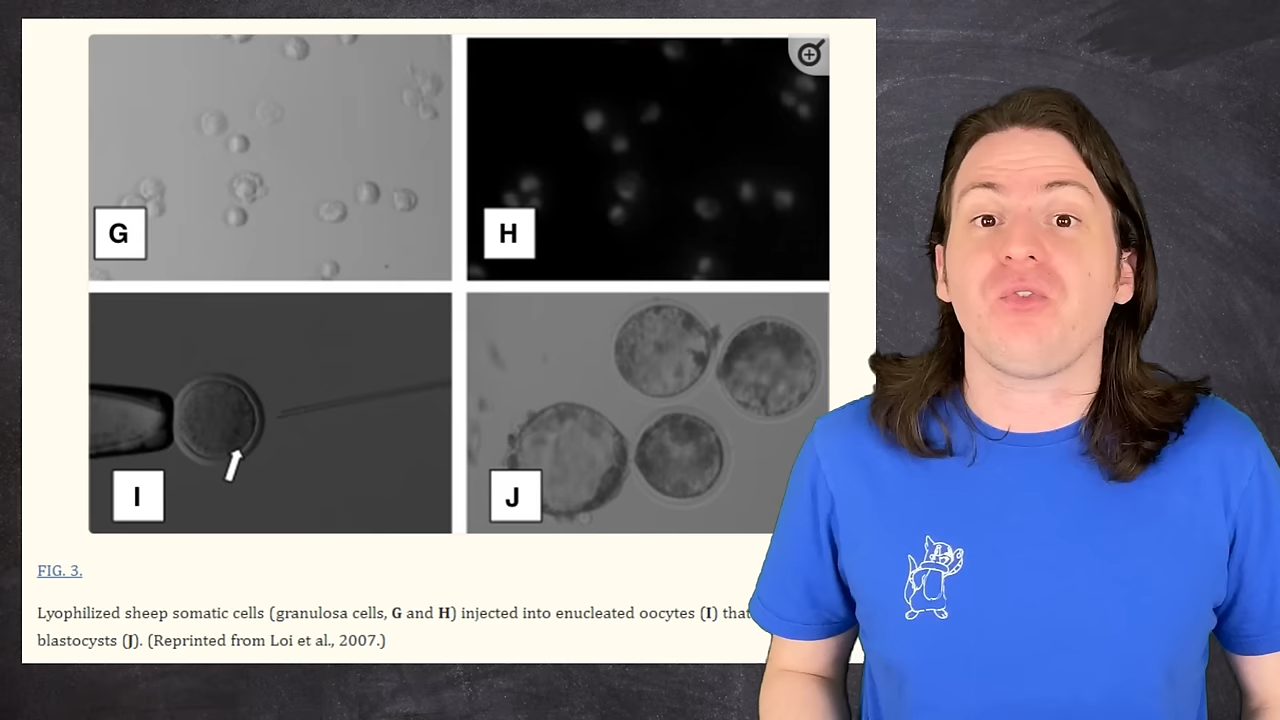 G
H
I
J
FIG. 3.
Lyophilized sheep somatic cells (granulosa cells, G and H) injected into enucleated oocytes (I) that
blastocysts (J). (Reprinted from Loi et al., 2007.)